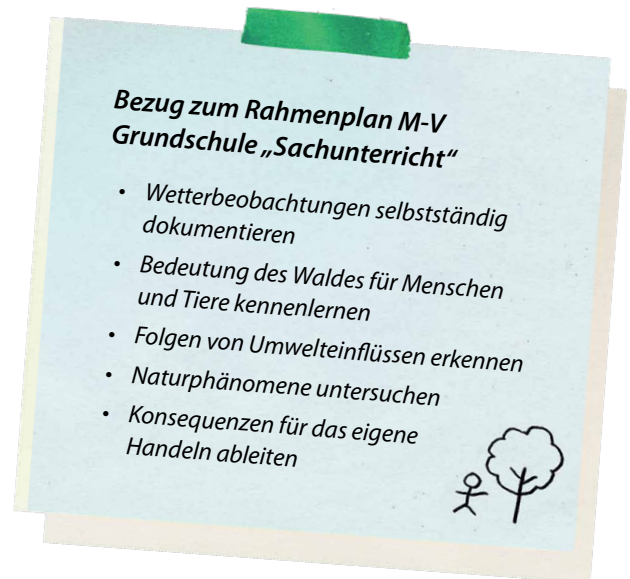 Bezug zum Rahmenplan M-V
Grundschule „Sachunterricht“
• Wetterbeobachtungen selbstständig
dokumentieren
• Bedeutung des Waldes für Menschen
und Tiere kennenlernen
• Folgen von Umwelteinflüssen erkennen
• Naturphänomene untersuchen
• Konsequenzen für das eigene
Handeln ableiten